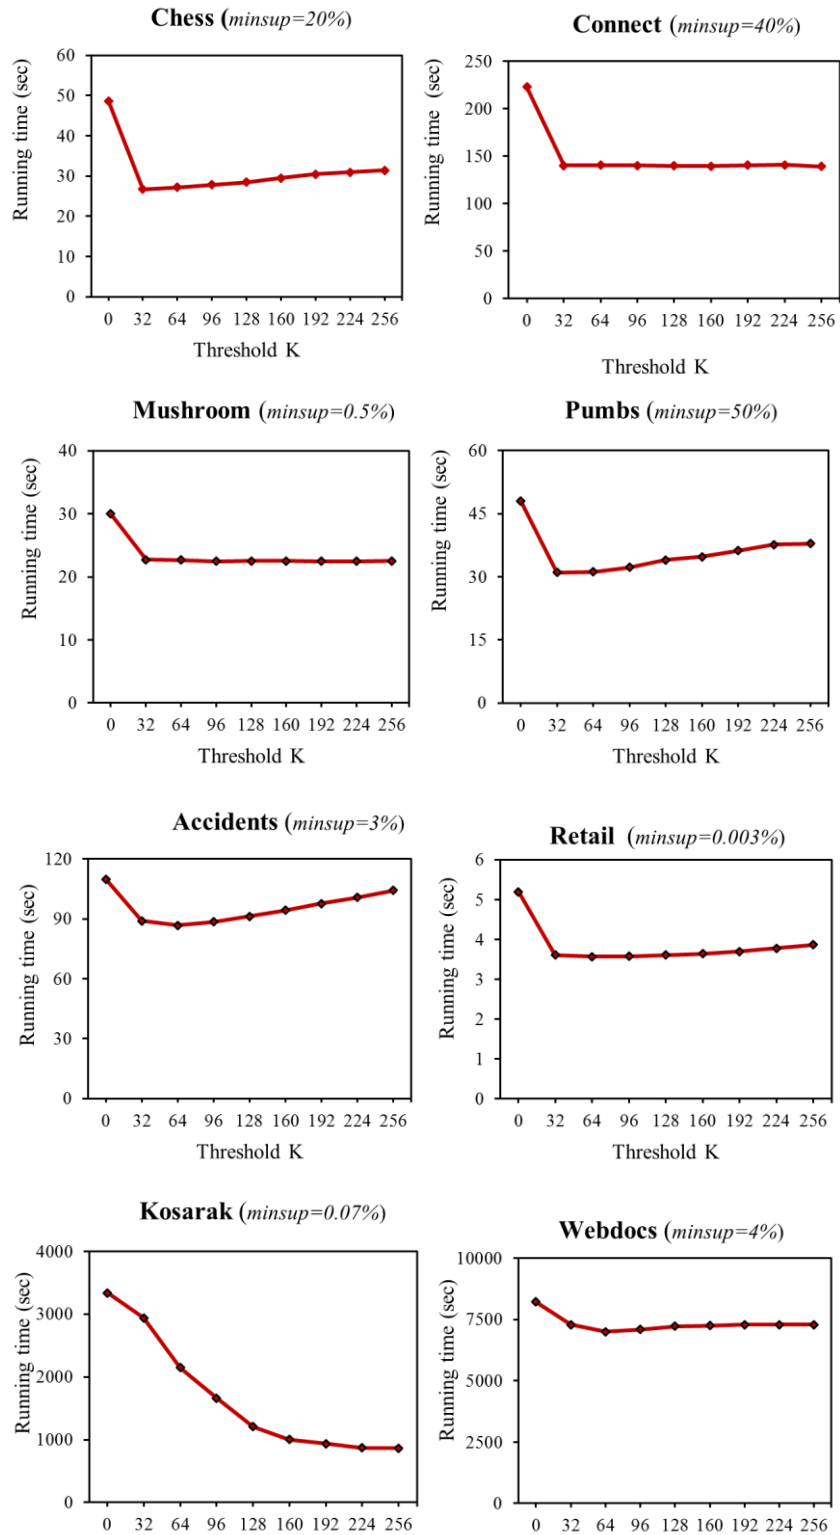 Chess (minsup=20%)
Running time (sec)
60
50
40
30
20
10
0
0 32 64 96 128 160 192 224 256
Threshold K
Connect (minsup=40%)
Running time (sec)
250
200
150
100
50
0
0 32 64 96 128 160 192 224 256
Threshold K
Mushroom (minsup=0.5%)
Running time (sec)
40
30
20
10
0
0 32 64 96 128 160 192 224 256
Threshold K
Pumbs (minsup=50%)
Running time (sec)
60
45
30
15
0
0 32 64 96 128 160 192 224 256
Threshold K
Accidents (minsup=3%)
Running time (sec)
120
90
60
30
0
0 32 64 96 128 160 192 224 256
Threshold K
Retail (minsup=0.003%)
Running time (sec)
6
5
4
3
2
1
0
0 32 64 96 128 160 192 224 256
Threshold K
Kosarak (minsup=0.07%)
Running time (sec)
4000
3000
2000
1000
0
0 32 64 96 128 160 192 224 256
Webdocs (minsup=4%)
Running time (sec)
10000
7500
5000
2500
0
0 32 64 96 128 160 192 224 256